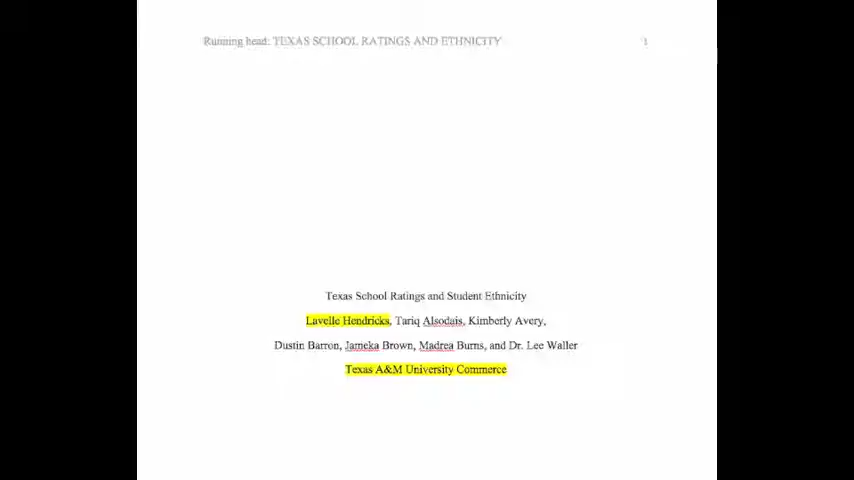 Running head: TEXAS SCHOOL RATINGS AND ETHNICITY 1
Texas School Ratings and Student Ethnicity
Lavelle Hendricks, Tariq Alsodais, Kimberly Avery,
Dustin Barron, Jameka Brown, Madrea Burns, and Dr. Lee Waller
Texas A&M University Commerce